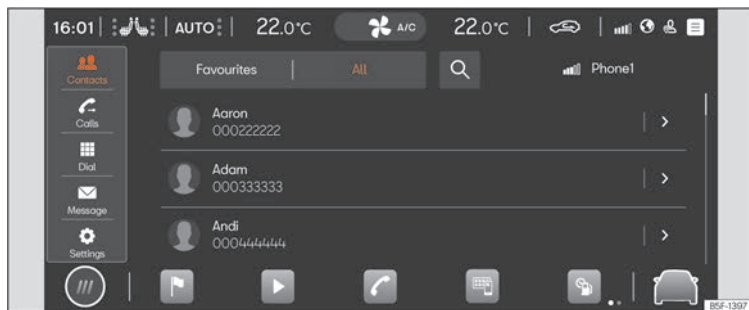 16:01 AUTO 22.0°C A/C 22.0°C
Contacts
Calls
Dial
Message
Settings
Favourites All Phone1
Aaron
000222222
Adam
000333333
Andi
000444444
B5F-1397